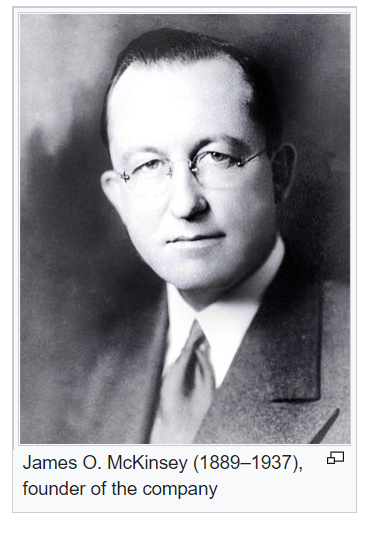 James O. McKinsey (1889–1937),
founder of the company